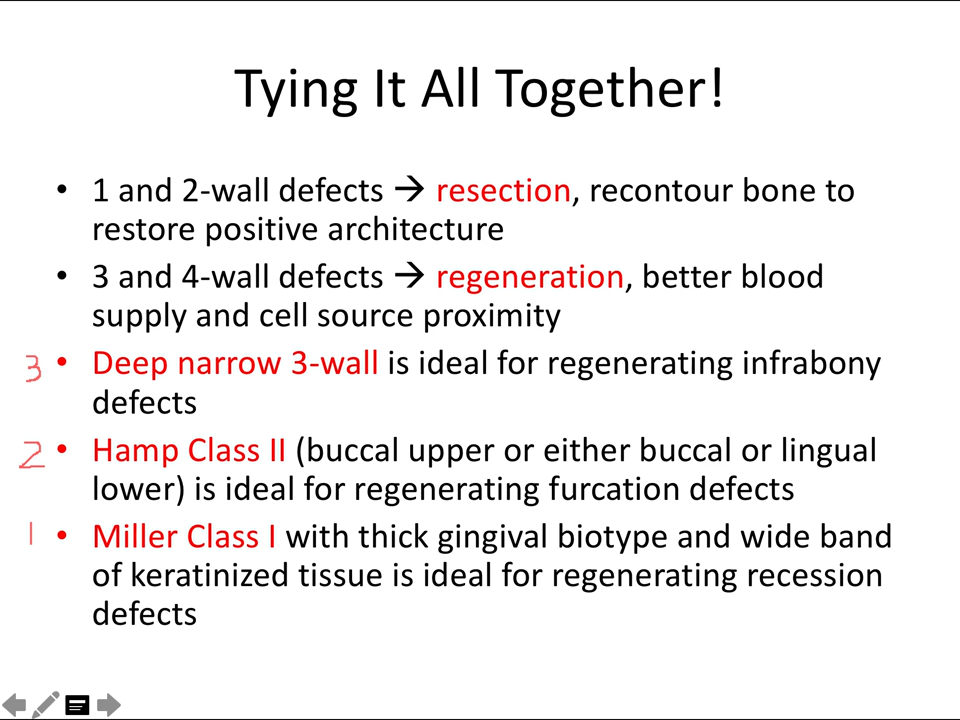 Tying It All Together!
• 1 and 2-wall defects → resection, recontour bone to
restore positive architecture
• 3 and 4-wall defects → regeneration, better blood
supply and cell source proximity
3 • Deep narrow 3-wall is ideal for regenerating infrabony
defects
2 • Hamp Class II (buccal upper or either buccal or lingual
lower) is ideal for regenerating furcation defects
1 • Miller Class I with thick gingival biotype and wide band
of keratinized tissue is ideal for regenerating recession
defects